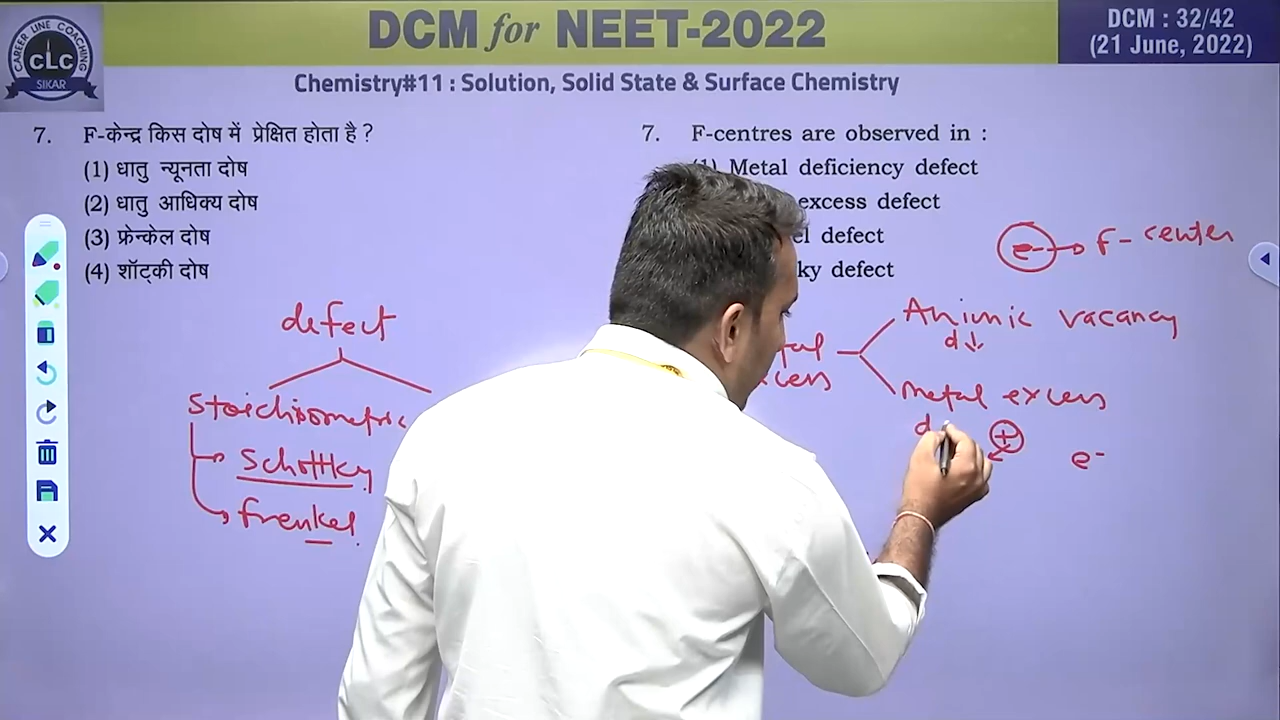 DCM for NEET-2022
DCM : 32/42
(21 June, 2022)
CAREER LINE COACHING
CLC
SIKAR
Chemistry#11 : Solution, Solid State & Surface Chemistry
7. F-केन्द्र किस दोष में प्रेक्षित होता है ?
(1) धातु न्यूनता दोष
(2) धातु आधिक्य दोष
(3) फ्रेन्केल दोष
(4) शॉट्की दोष
7. F-centres are observed in :
(1) Metal deficiency defect
excess defect
defect
defect
e- → F-center
defect
Stoichiometric
Schottky
Frenkel
Anionic vacancy
d↓
Metal excess
d
+
e-